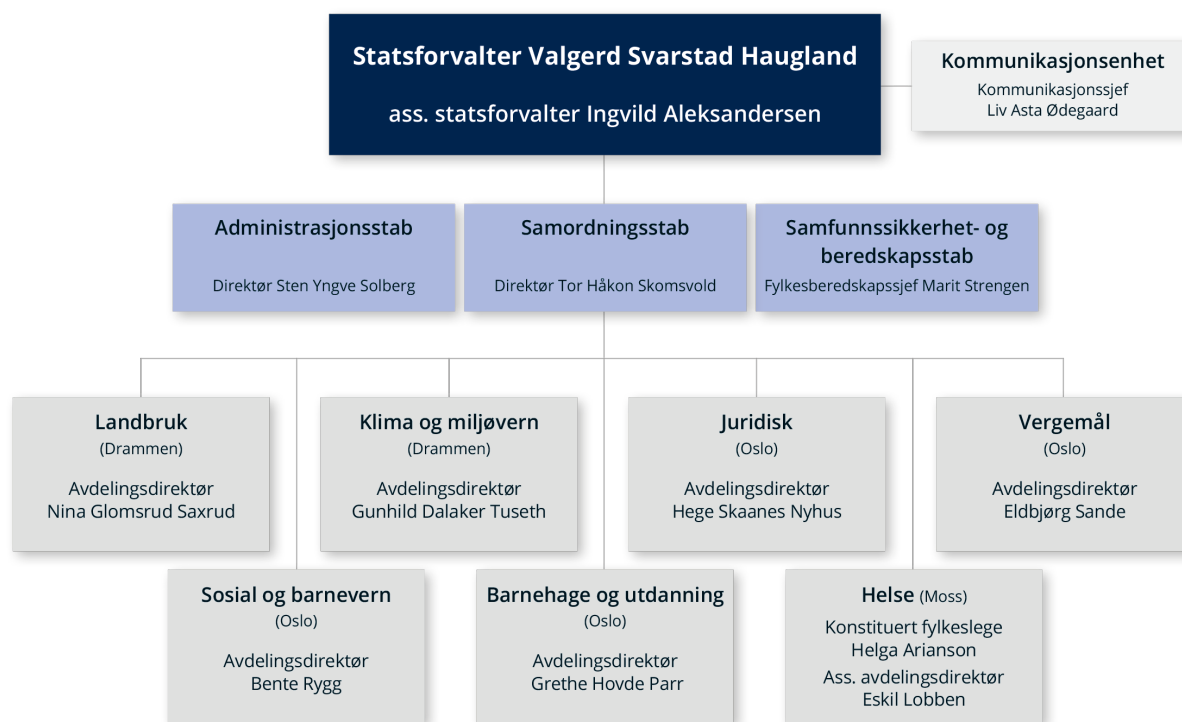 Statsforvalter Valgerd Svarstad Haugland
ass. statsforvalter Ingvild Aleksandersen
Kommunikasjonsenhet
Kommunikasjonssjef
Liv Asta Ødegaard
Administrasjonsstab
Direktør Sten Yngve Solberg
Samordningsstab
Direktør Tor Håkon Skomsvold
Samfunnssikkerhet- og
beredskapsstab
Fylkesberedskapssjef Marit Strengen
Landbruk
(Drammen)
Avdelingsdirektør
Nina Glomsrud Saxrud
Klima og miljøvern
(Drammen)
Avdelingsdirektør
Gunhild Dalaker Tuseth
Juridisk
(Oslo)
Avdelingsdirektør
Hege Skaanes Nyhus
Vergemål
(Oslo)
Avdelingsdirektør
Eldbjørg Sande
Sosial og barnevern
(Oslo)
Avdelingsdirektør
Bente Rygg
Barnehage og utdanning
(Oslo)
Avdelingsdirektør
Grethe Hovde Parr
Helse (Moss)
Konstituert fylkeslege
Helga Arianson
Ass. avdelingsdirektør
Eskil Lobben